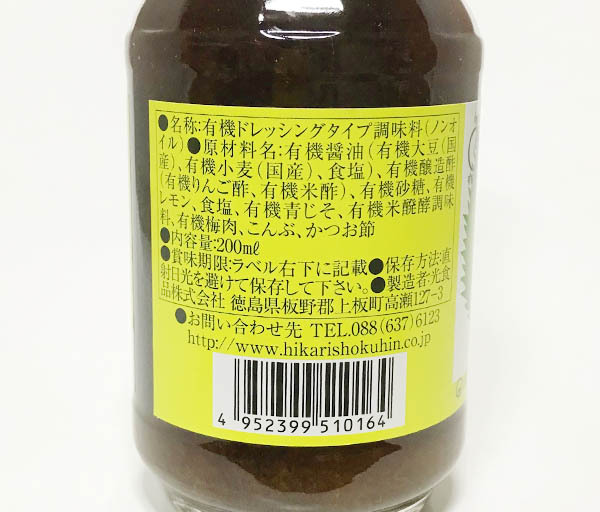 ●名称:有機ドレッシングタイプ調味料(ノンオ
イル)●原材料名:有機醤油(有機大豆(国
産)、有機小麦(国産)、食塩)、有機醸造酢
(有機りんご酢、有機米酢)、有機砂糖、有機
レモン、食塩、有機青じそ、有機米醗酵調味
料、有機梅肉、こんぶ、かつお節
●内容量:200㎖
●賞味期限:ラベル右下に記載●保存方法:直
射日光を避けて保存して下さい。●製造者:光食
品株式会社 徳島県板野郡上板町高瀬127-3
●お問い合わせ先 TEL.088(637)6123
http://www.hikarishokuhin.co.jp
4 952399 510164